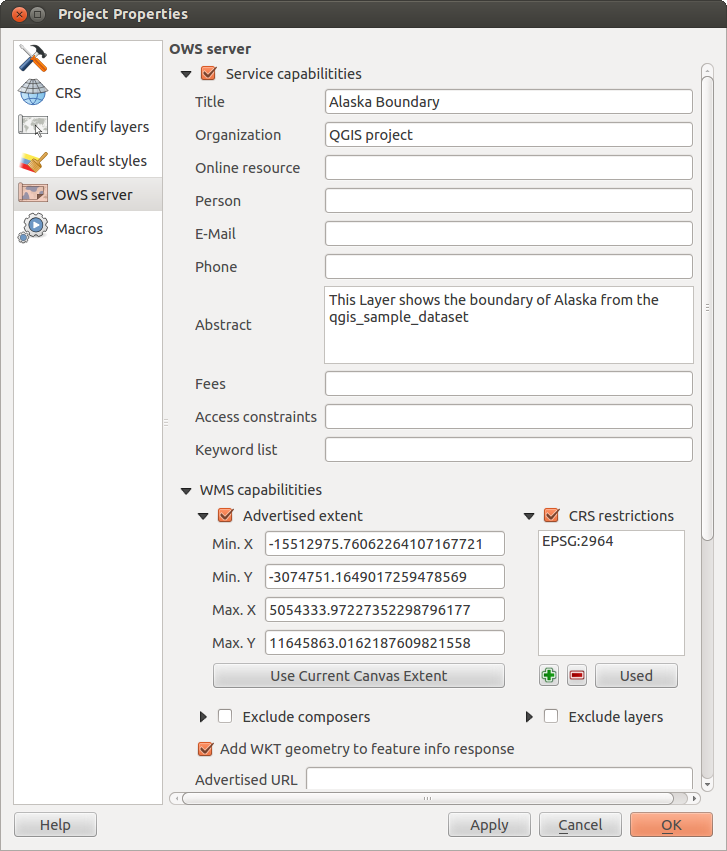 Project Properties
General
CRS
Identify layers
Default styles
OWS server
Macros
OWS server
Service capabilitities
Title
Alaska Boundary
Organization
QGIS project
Online resource
Person
E-Mail
Phone
Abstract
This Layer shows the boundary of Alaska from the
qgis_sample_dataset
Fees
Access constraints
Keyword list
WMS capabilitities
Advertised extent
Min. X -15512975.76062264107167721
Min. Y -3074751.1649017259478569
Max. X 5054333.97227352298796177
Max. Y 11645863.0162187609821558
Use Current Canvas Extent
CRS restrictions
EPSG:2964
Used
Exclude composers
Exclude layers
Add WKT geometry to feature info response
Advertised URL
Help
Apply
Cancel
OK